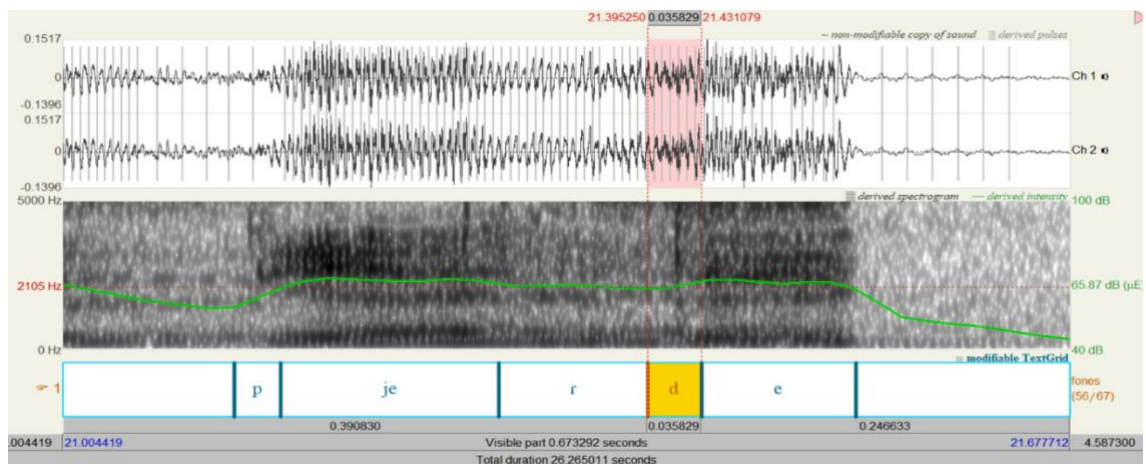 21.395250 0.035829 21.431079
~ non-modifiable copy of sound derived pulses
0.1517
0
-0.1396
Ch 1
0.1517
0
-0.1396
Ch 2
derived spectrogram — derived intensity
5000 Hz 100 dB
2105 Hz 65.87 dB (µE)
0 Hz 40 dB
modifiable TextGrid
1 p je ɾ d e fones
(56/67)
0.390830 0.035829 0.246633
.004419 21.004419 Visible part 0.673292 seconds 21.677712 4.587300
Total duration 26.265011 seconds